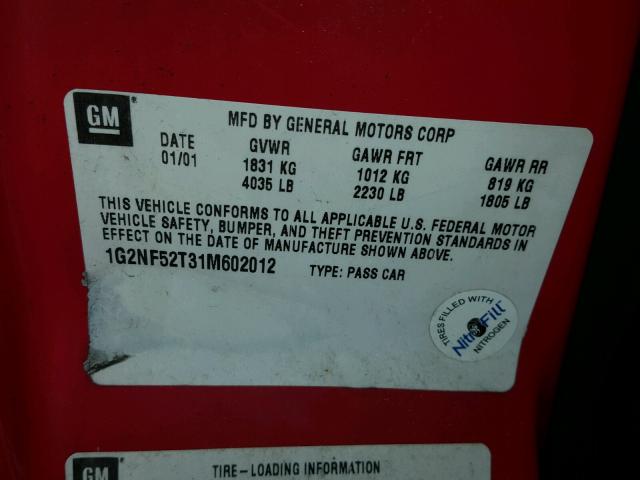 GM
MFD BY GENERAL MOTORS CORP
DATE GVWR GAWR FRT GAWR RR
01/01 1831 KG 1012 KG 819 KG
4035 LB 2230 LB 1805 LB
THIS VEHICLE CONFORMS TO ALL APPLICABLE U.S. FEDERAL MOTOR
VEHICLE SAFETY, BUMPER, AND THEFT PREVENTION STANDARDS IN
EFFECT ON THE DATE OF MANUFACTURE SHOWN ABOVE.
1G2NF52T31M602012 TYPE: PASS CAR
TIRES FILLED WITH
NitroFill
NITROGEN
GM
TIRE-LOADING INFORMATION